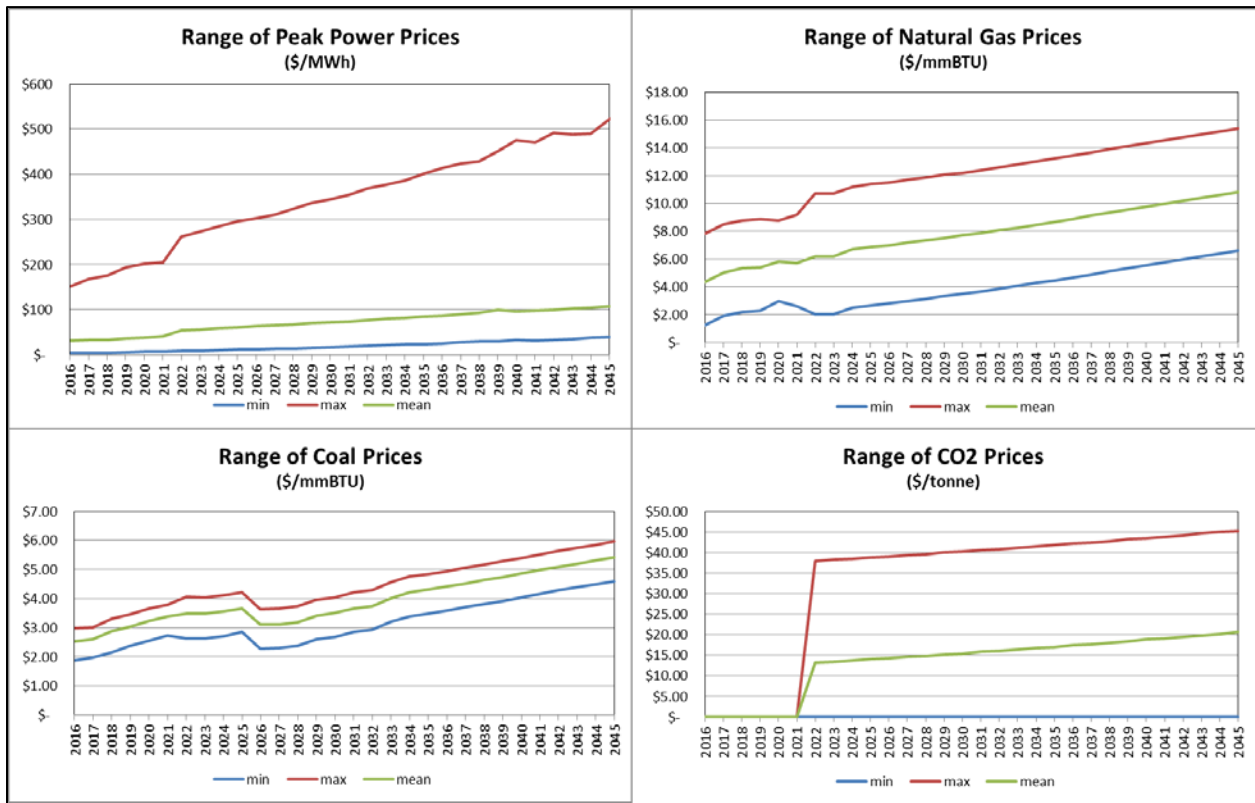 Range of Peak Power Prices
($/MWh)
$600
$500
$400
$300
$200
$100
$-
2016 2017 2018 2019 2020 2021 2022 2023 2024 2025 2026 2027 2028 2029 2030 2031 2032 2033 2034 2035 2036 2037 2038 2039 2040 2041 2042 2043 2044 2045
min max mean
Range of Natural Gas Prices
($/mmBTU)
$18.00
$16.00
$14.00
$12.00
$10.00
$8.00
$6.00
$4.00
$2.00
$-
2016 2017 2018 2019 2020 2021 2022 2023 2024 2025 2026 2027 2028 2029 2030 2031 2032 2033 2034 2035 2036 2037 2038 2039 2040 2041 2042 2043 2044 2045
min max mean
Range of Coal Prices
($/mmBTU)
$7.00
$6.00
$5.00
$4.00
$3.00
$2.00
$1.00
$-
2016 2017 2018 2019 2020 2021 2022 2023 2024 2025 2026 2027 2028 2029 2030 2031 2032 2033 2034 2035 2036 2037 2038 2039 2040 2041 2042 2043 2044 2045
min max mean
Range of CO2 Prices
($/tonne)
$50.00
$45.00
$40.00
$35.00
$30.00
$25.00
$20.00
$15.00
$10.00
$5.00
$-
2016 2017 2018 2019 2020 2021 2022 2023 2024 2025 2026 2027 2028 2029 2030 2031 2032 2033 2034 2035 2036 2037 2038 2039 2040 2041 2042 2043 2044 2045
min max mean